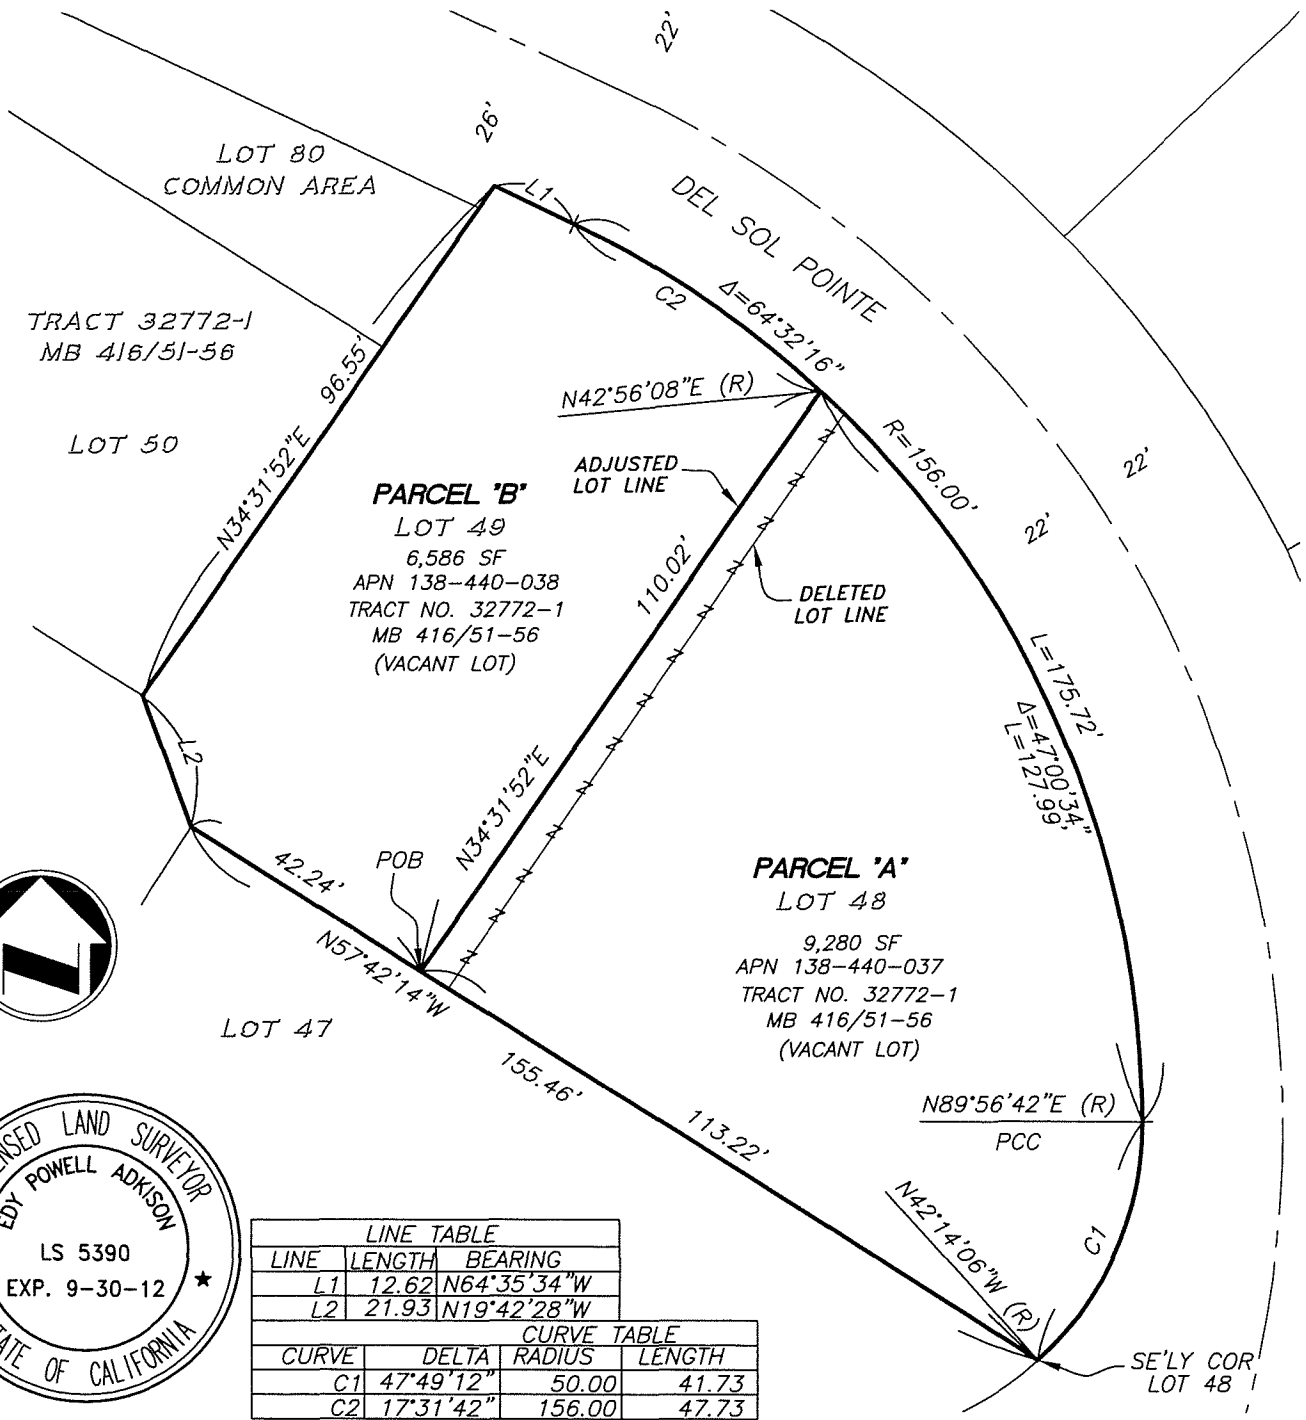 22'
26'
LOT 80
COMMON AREA
L1
DEL SOL POINTE
C2
Δ=64°32'16"
TRACT 32772-1
MB 416/51-56
96.55'
N42°56'08"E (R)
R=156.00'
LOT 50
22'
22'
ADJUSTED
LOT LINE
N34°31'52"E
PARCEL "B"
LOT 49
6,586 SF
APN 138-440-038
TRACT NO. 32772-1
MB 416/51-56
(VACANT LOT)
110.02'
DELETED
LOT LINE
L=175.72'
Δ=47°00'34"
L=127.99'
L2
N34°31'52"E
POB
42.24'
N57°42'14"W
PARCEL "A"
LOT 48
9,280 SF
APN 138-440-037
TRACT NO. 32772-1
MB 416/51-56
(VACANT LOT)
LOT 47
155.46'
113.22'
N89°56'42"E (R)
PCC
N42°14'06"W (R)
C1
SE'LY COR
LOT 48
ENSED LAND SURVEYOR
EDY POWELL ADKISON
LS 5390
EXP. 9-30-12
ATE OF CALIFORNIA
LINE TABLE
LINE LENGTH BEARING
L1 12.62 N64°35'34"W
L2 21.93 N19°42'28"W
CURVE TABLE
CURVE DELTA RADIUS LENGTH
C1 47°49'12" 50.00 41.73
C2 17°31'42" 156.00 47.73